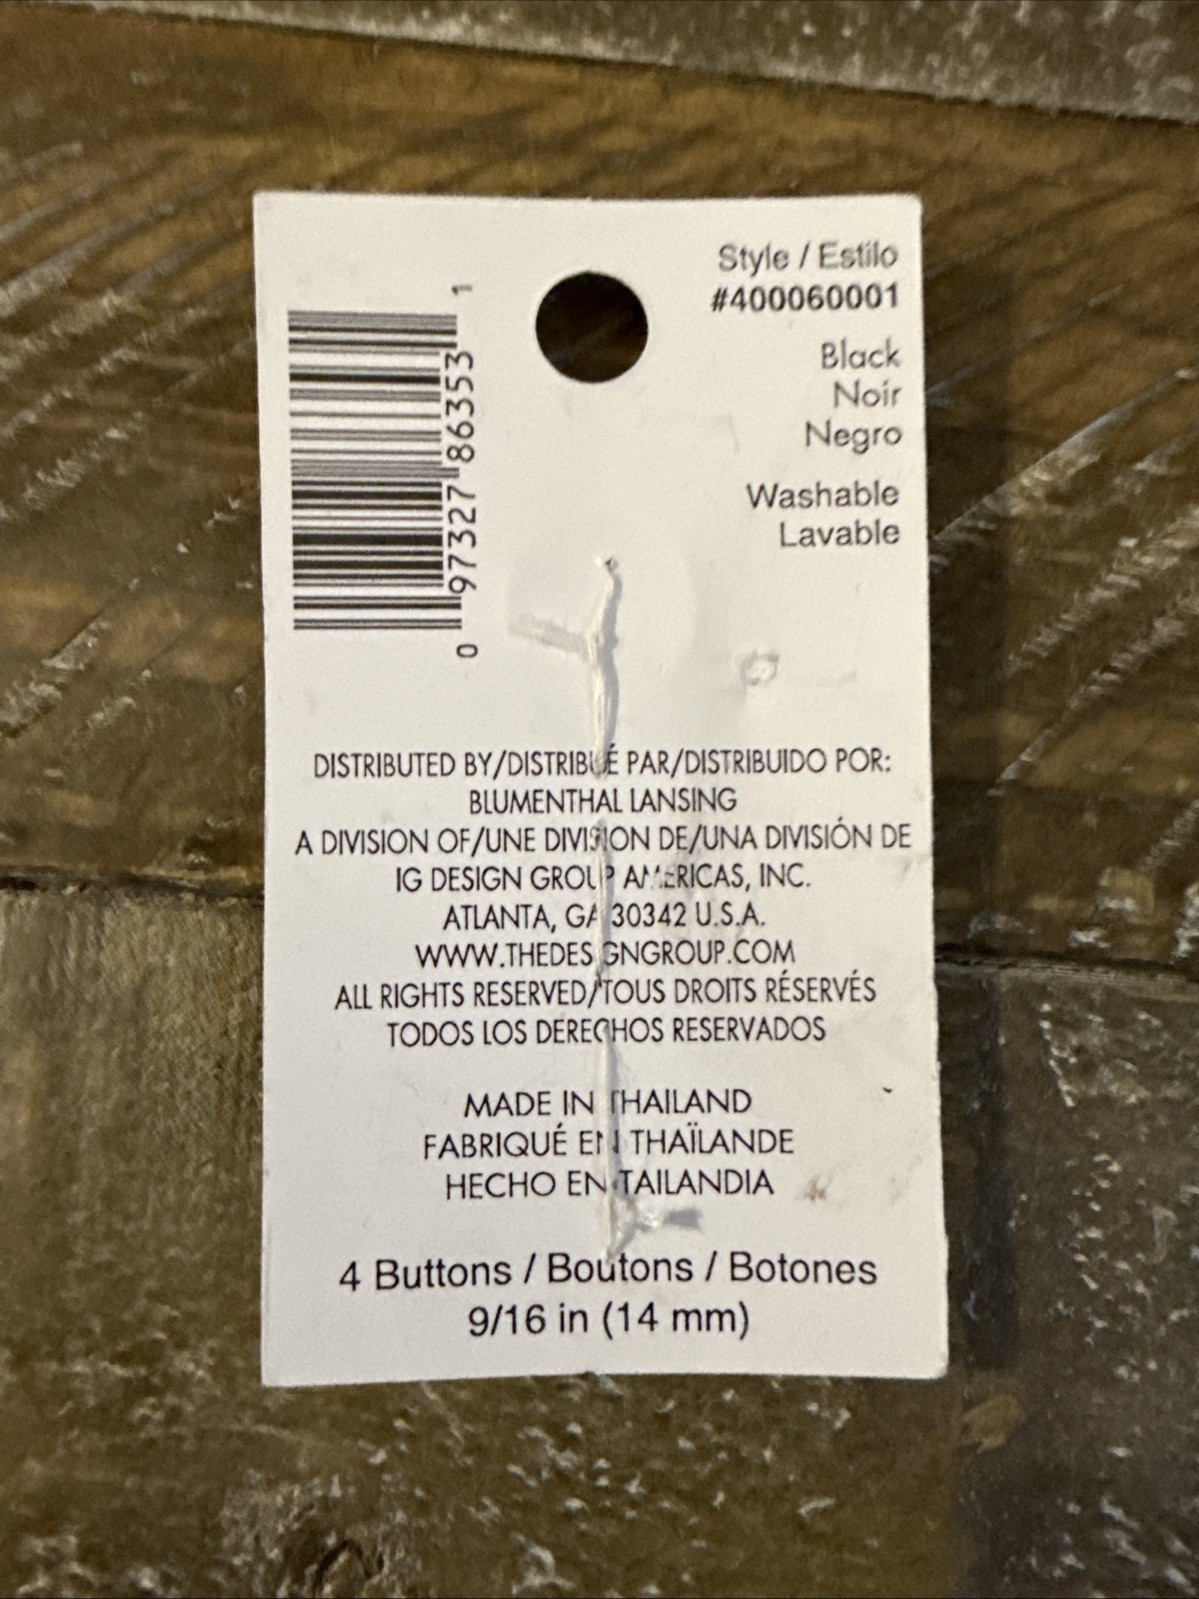 Style / Estilo
#400060001
Black
Noir
Negro
Washable
Lavable
0 97327 86353 1
DISTRIBUTED BY/DISTRIBUÉ PAR/DISTRIBUIDO POR:
BLUMENTHAL LANSING
A DIVISION OF/UNE DIVISION DE/UNA DIVISIÓN DE
IG DESIGN GROUP AMERICAS, INC.
ATLANTA, GA 30342 U.S.A.
WWW.THEDESIGNGROUP.COM
ALL RIGHTS RESERVED/TOUS DROITS RÉSERVÉS
TODOS LOS DERECHOS RESERVADOS
MADE IN THAILAND
FABRIQUÉ EN THAÏLANDE
HECHO EN TAILANDIA
4 Buttons / Boutons / Botones
9/16 in (14 mm)